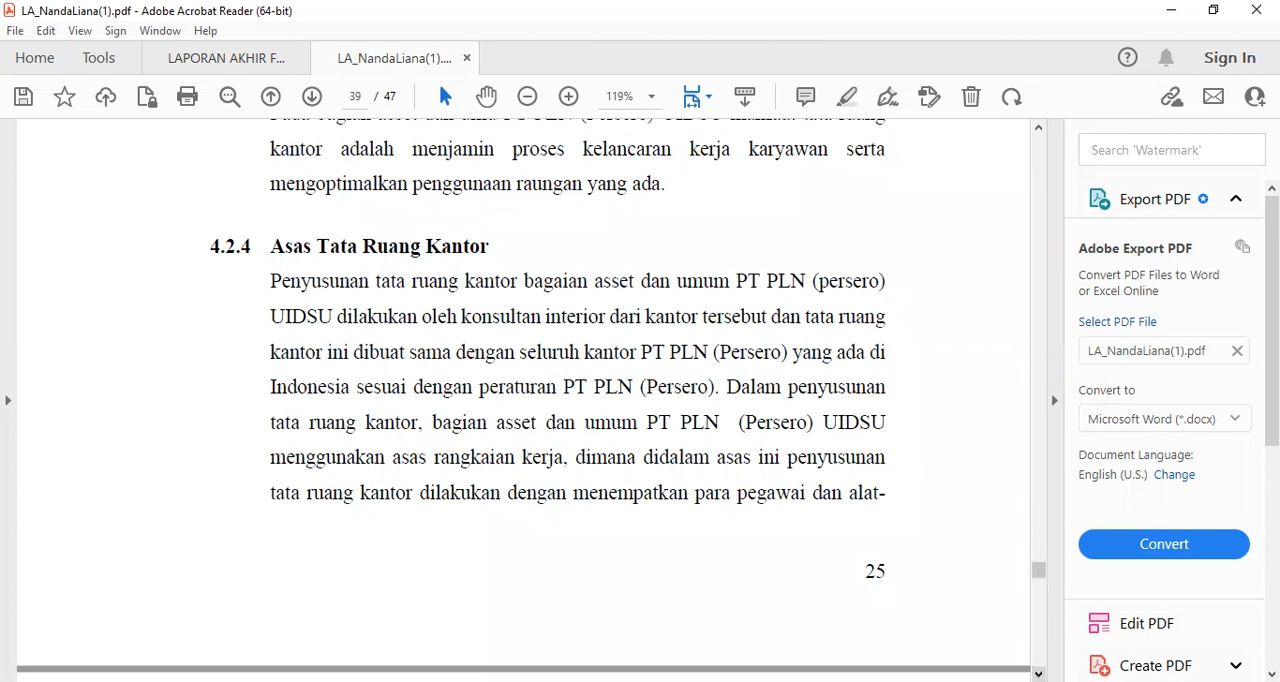 LA_NandaLiana(1).pdf - Adobe Acrobat Reader (64-bit)
File Edit View Sign Window Help
Home Tools LAPORAN AKHIR F... LA_NandaLiana(1).... × Sign In
39 / 47 119%
kantor adalah menjamin proses kelancaran kerja karyawan serta
mengoptimalkan penggunaan raungan yang ada.
4.2.4 Asas Tata Ruang Kantor
Penyusunan tata ruang kantor bagaian asset dan umum PT PLN (persero)
UIDSU dilakukan oleh konsultan interior dari kantor tersebut dan tata ruang
kantor ini dibuat sama dengan seluruh kantor PT PLN (Persero) yang ada di
Indonesia sesuai dengan peraturan PT PLN (Persero). Dalam penyusunan
tata ruang kantor, bagian asset dan umum PT PLN (Persero) UIDSU
menggunakan asas rangkaian kerja, dimana didalam asas ini penyusunan
tata ruang kantor dilakukan dengan menempatkan para pegawai dan alat-
25
Search 'Watermark'
Export PDF
Adobe Export PDF
Convert PDF Files to Word
or Excel Online
Select PDF File
LA_NandaLiana(1).pdf
Convert to
Microsoft Word (*.docx)
Document Language:
English (U.S.) Change
Convert
Edit PDF
Create PDF